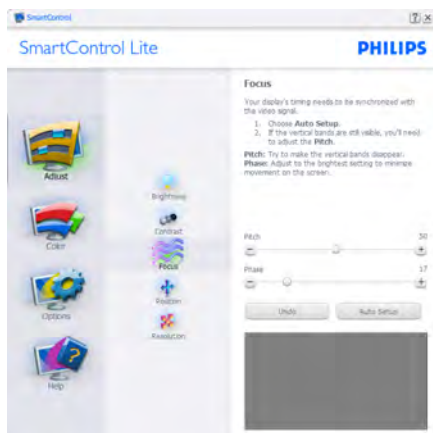 SmartControl
SmartControl Lite
PHILIPS
Adjust
Color
Options
Help
Brightness
Contrast
Focus
Position
Resolution
Focus
Your display's timing needs to be synchronized with
the video signal.
1. Choose Auto Setup.
2. If the vertical bands are still visible, you'll need
to adjust the Pitch.
Pitch: Try to make the vertical bands disappear.
Phase: Adjust to the brightest setting to minimize
movement on the screen.
Pitch 50
Phase 17
Undo Auto Setup